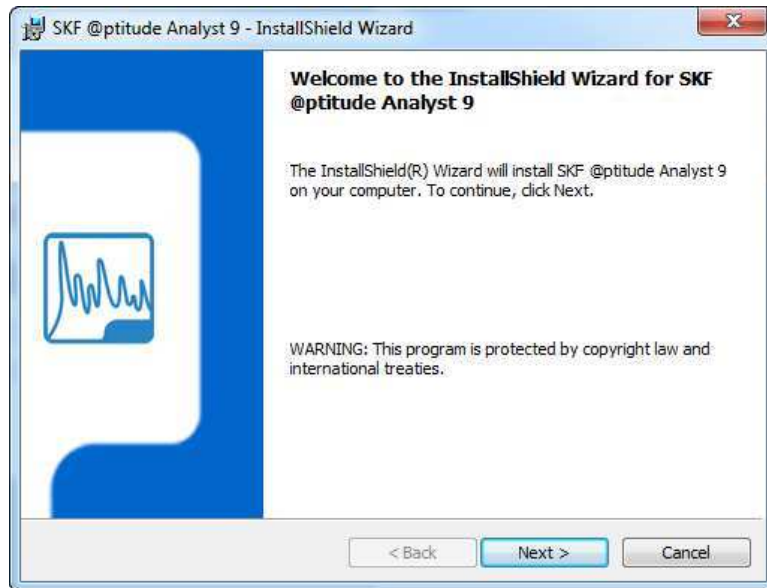 SKF @ptitude Analyst 9 - InstallShield Wizard
Welcome to the InstallShield Wizard for SKF
@ptitude Analyst 9
The InstallShield(R) Wizard will install SKF @ptitude Analyst 9
on your computer. To continue, click Next.
WARNING: This program is protected by copyright law and
international treaties.
< Back Next > Cancel